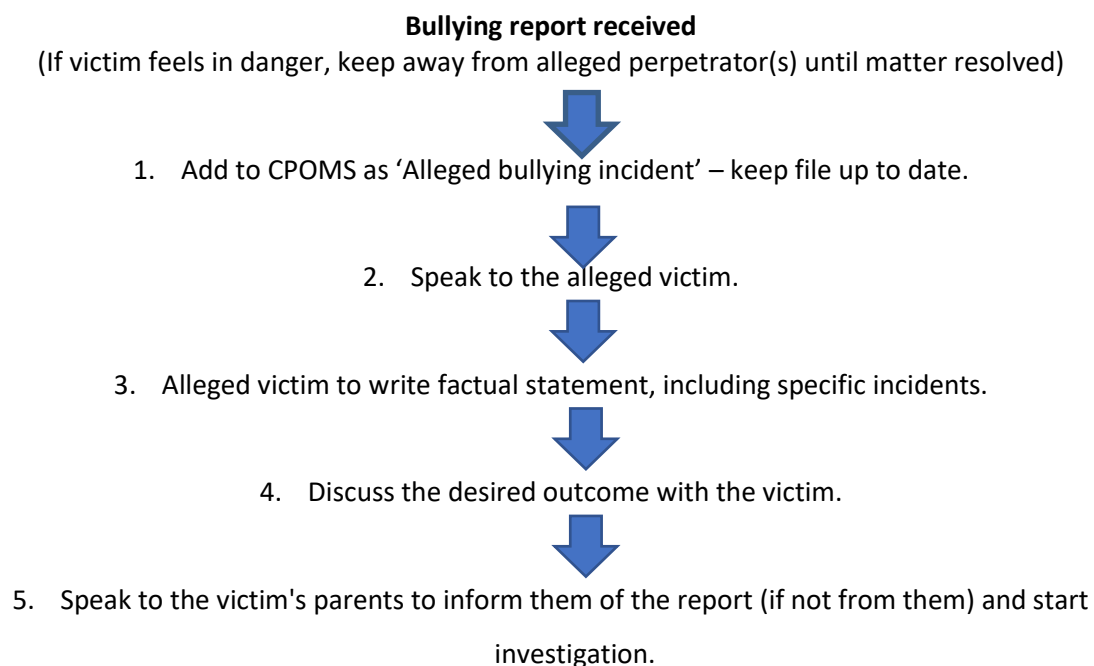 Bullying report received
(If victim feels in danger, keep away from alleged perpetrator(s) until matter resolved)
1. Add to CPOMS as ‘Alleged bullying incident’ – keep file up to date.
2. Speak to the alleged victim.
3. Alleged victim to write factual statement, including specific incidents.
4. Discuss the desired outcome with the victim.
5. Speak to the victim's parents to inform them of the report (if not from them) and start
investigation.